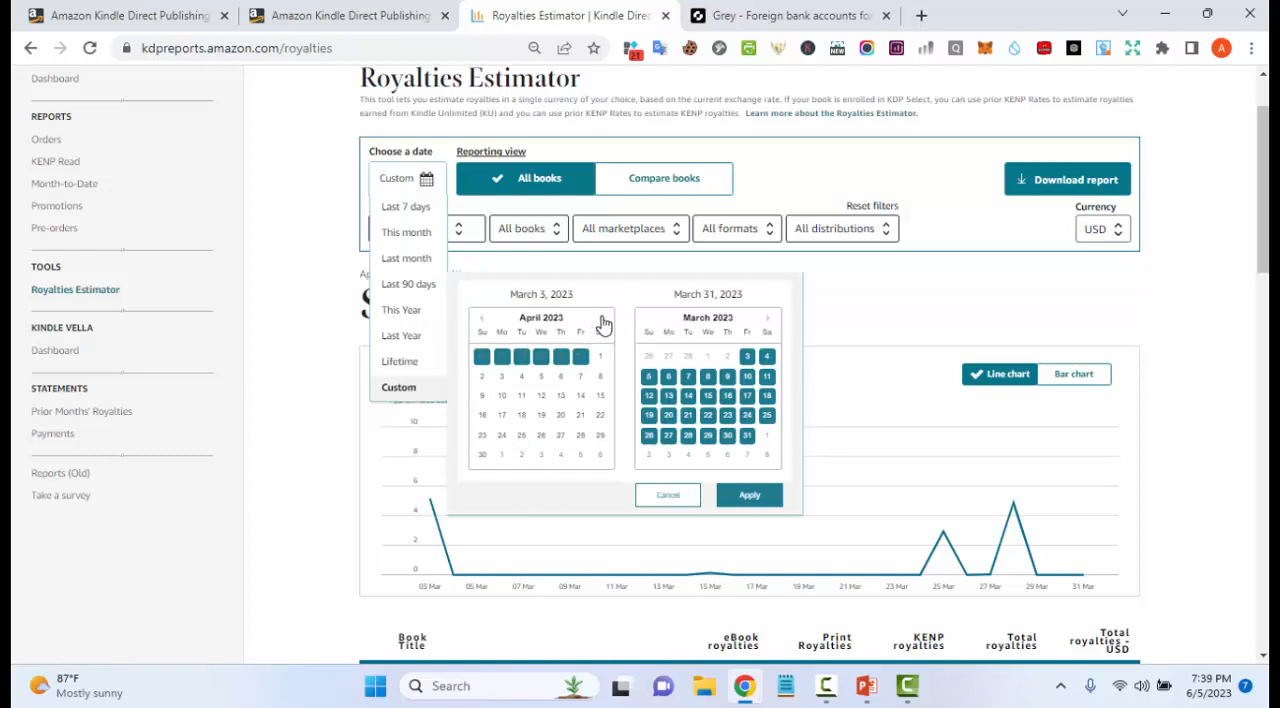 Amazon Kindle Direct Publishing
Amazon Kindle Direct Publishing
Royalties Estimator | Kindle Direc
Grey - Foreign bank accounts for
kdpreports.amazon.com/royalties
21
NEW
A
Dashboard
REPORTS
Orders
KENP Read
Month-to-Date
Promotions
Pre-orders
TOOLS
Royalties Estimator
KINDLE VELLA
Dashboard
STATEMENTS
Prior Months' Royalties
Payments
Reports (Old)
Take a survey
Royalties Estimator
This tool lets you estimate royalties in a single currency of your choice, based on the current exchange rate. If your book is enrolled in KDP Select, you can use prior KENP Rates to estimate royalties
earned from Kindle Unlimited (KU) and you can use prior KENP Rates to estimate KENP royalties. Learn more about the Royalties Estimator.
Choose a date
Reporting view
Custom
All books
Compare books
Download report
Reset filters
Currency
All books
All marketplaces
All formats
All distributions
USD
Last 7 days
This month
Last month
Last 90 days
This Year
Last Year
Lifetime
Custom
March 3, 2023
March 31, 2023
April 2023
Su Mo Tu We Th Fr
1
2 3 4 5 6 7 8
9 10 11 12 13 14 15
16 17 18 19 20 21 22
23 24 25 26 27 28 29
30 1 2 3 4 5 6
March 2023
Su Mo Tu We Th Fr Sa
26 27 28 1 2 3 4
5 6 7 8 9 10 11
12 13 14 15 16 17 18
19 20 21 22 23 24 25
26 27 28 29 30 31 1
2 3 4 5 6 7 8
Cancel
Apply
Line chart
Bar chart
10
8
6
4
2
0
03 Mar 05 Mar 07 Mar 09 Mar 11 Mar 13 Mar 15 Mar 17 Mar 19 Mar 21 Mar 23 Mar 25 Mar 27 Mar 29 Mar 31 Mar
Book Title
eBook royalties
Print Royalties
KENP royalties
Total royalties
Total royalties - USD
87°F
Mostly sunny
Search
7:39 PM
6/5/2023
7